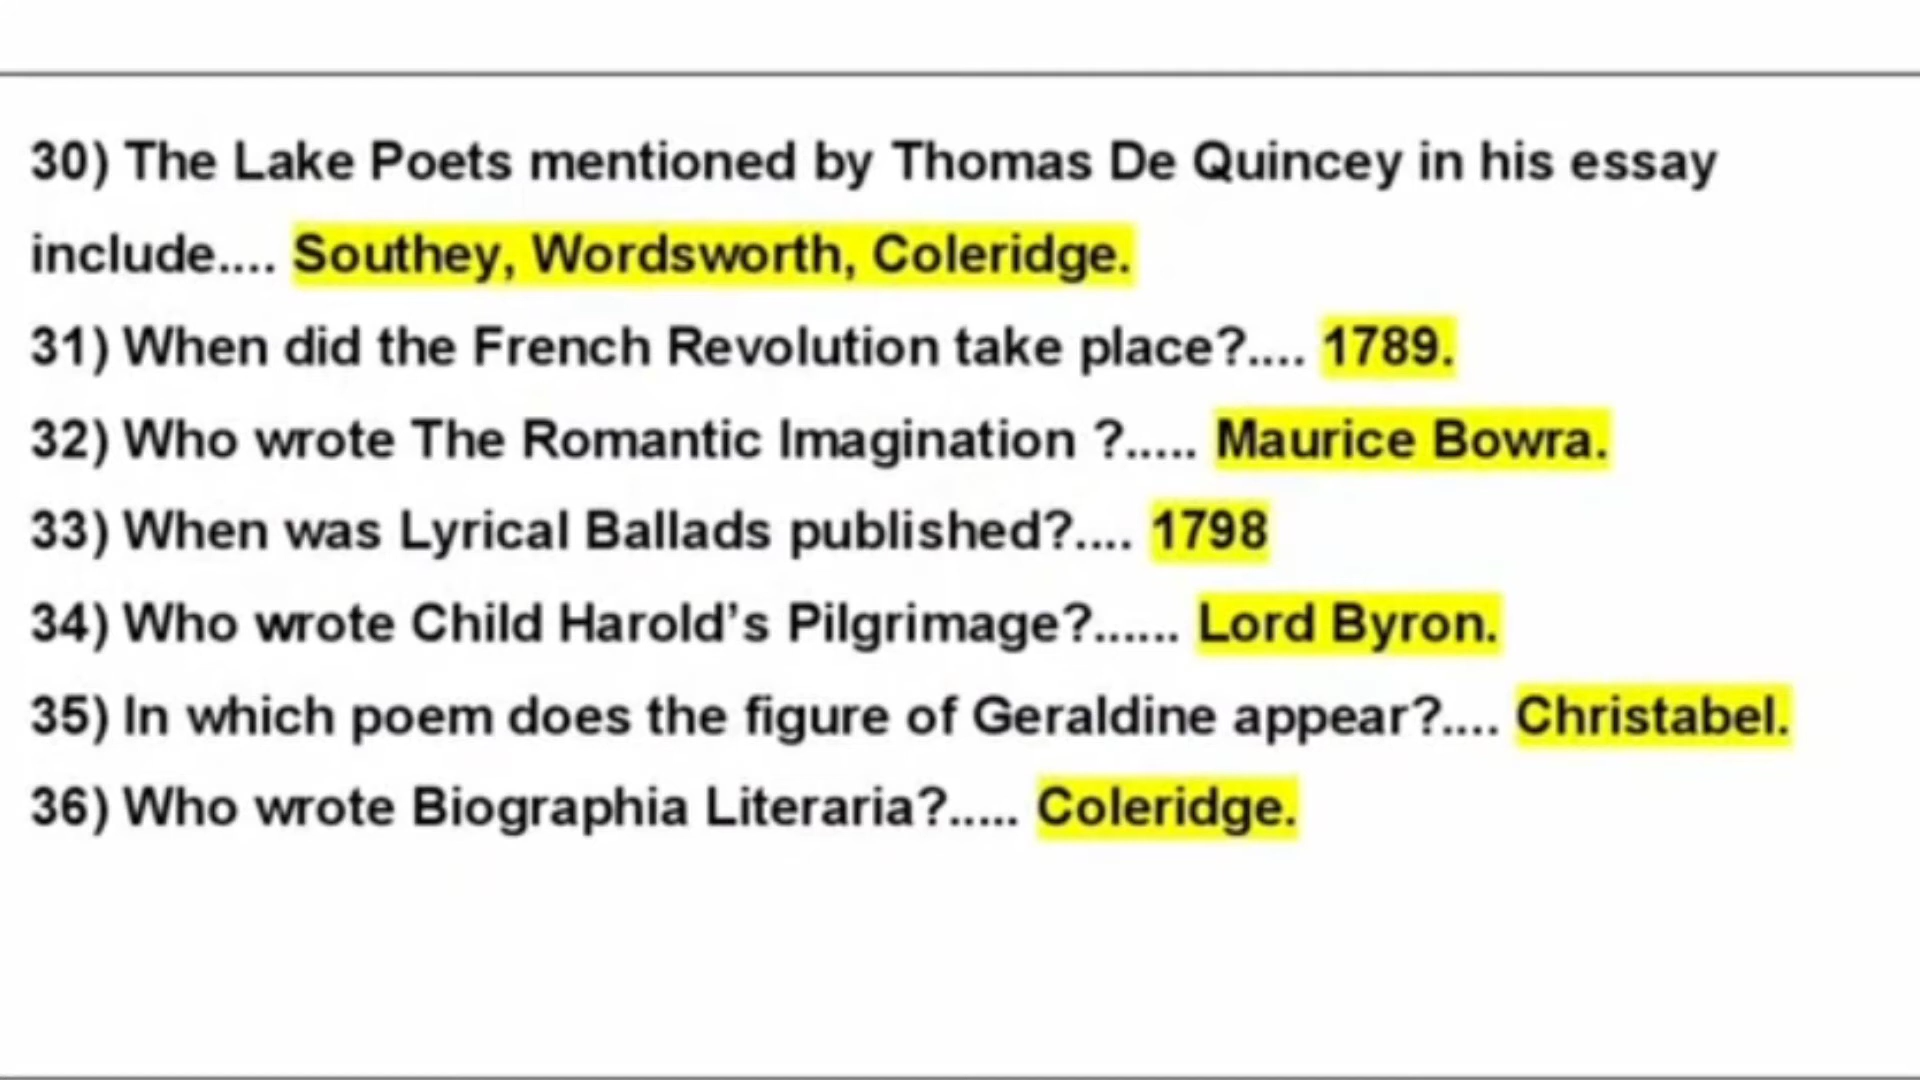 30) The Lake Poets mentioned by Thomas De Quincey in his essay
include.... Southey, Wordsworth, Coleridge.
31) When did the French Revolution take place?.... 1789.
32) Who wrote The Romantic Imagination ?..... Maurice Bowra.
33) When was Lyrical Ballads published?.... 1798
34) Who wrote Child Harold’s Pilgrimage?...... Lord Byron.
35) In which poem does the figure of Geraldine appear?.... Christabel.
36) Who wrote Biographia Literaria?..... Coleridge.